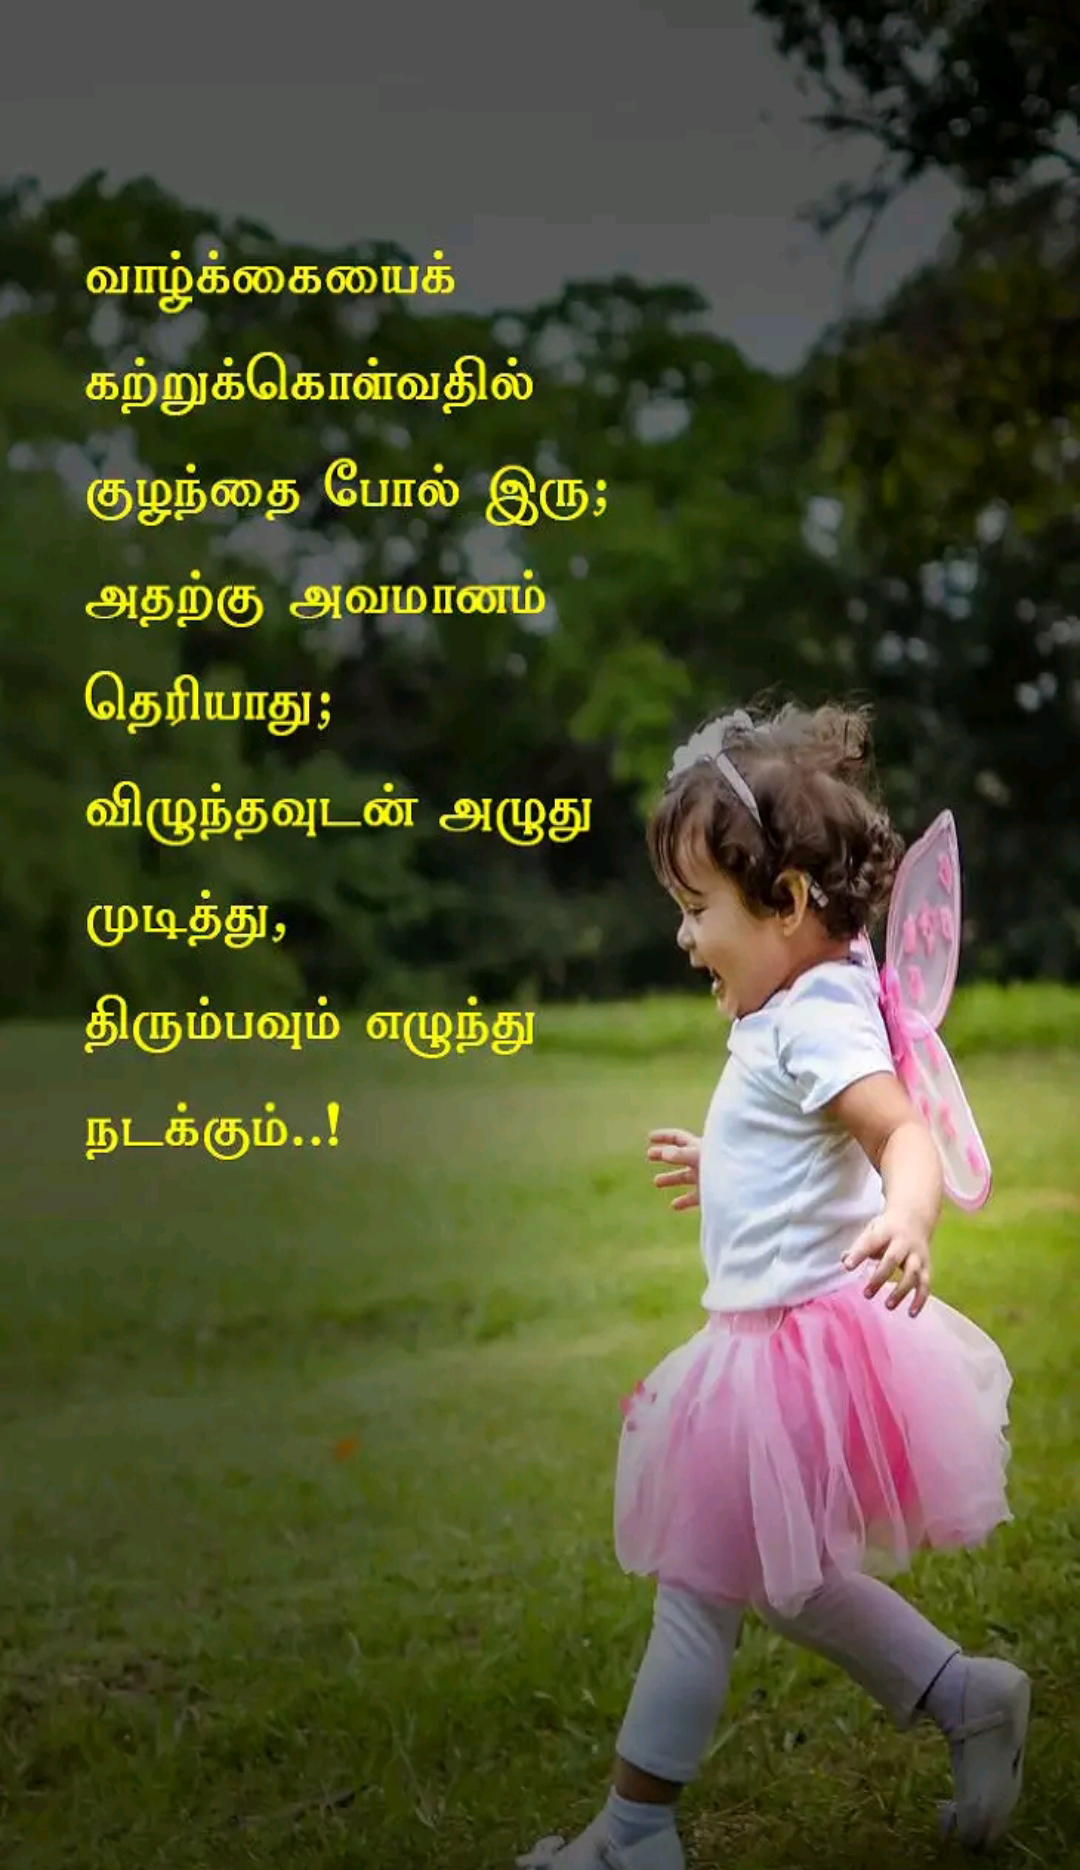 வாழ்க்கையைக்
கற்றுக்கொள்வதில்
குழந்தை போல் இரு;
அதற்கு அவமானம்
தெரியாது;
விழுந்தவுடன் அழுது
முடித்து,
திரும்பவும் எழுந்து
நடக்கும்..!